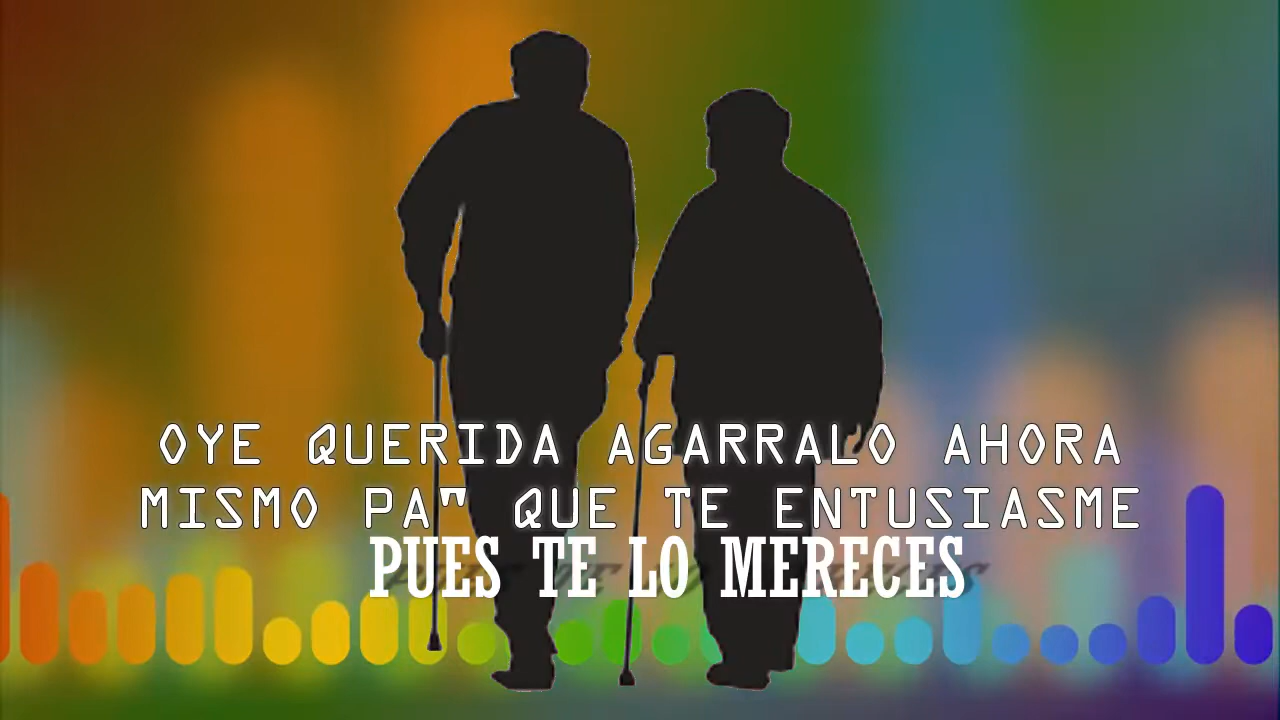 OYE QUERIDA AGARRALO AHORA
MISMO PA" QUE TE ENTUSIASME
PUES TE LO MERECES